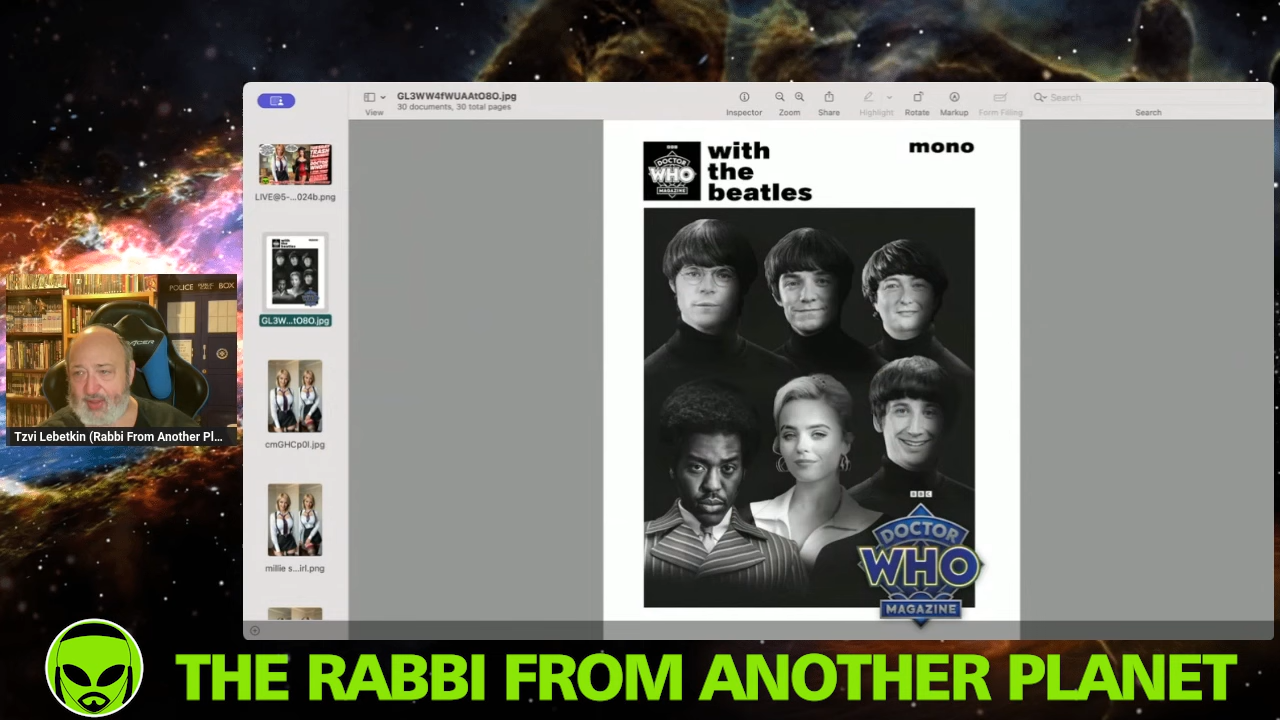 GL3WW4fWUAAtO8O.jpg
30 documents, 30 total pages
View
Inspector
Zoom
Share
Highlight
Rotate
Markup
Form Filling
Search
Search
LIVE@5-...024b.png
GL3W...tO8O.jpg
cmGHCp0l.jpg
millie s...irl.png
BBC
DOCTOR
WHO
MAGAZINE
with
the
beatles
mono
BBC
DOCTOR
WHO
MAGAZINE
POLICE PUBLIC BOX
Tzvi Lebetkin (Rabbi From Another Pl...
THE RABBI FROM ANOTHER PLANET